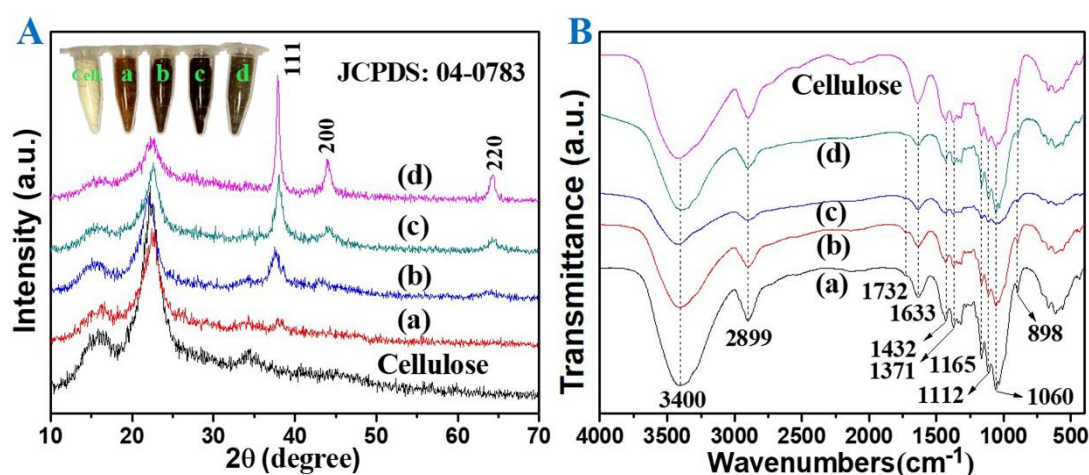 A
Cell.
a
b
c
d
111
JCPDS: 04-0783
200
220
(d)
(c)
(b)
(a)
Cellulose
Intensity (a.u.)
10 20 30 40 50 60 70
2θ (degree)
B
Cellulose
(d)
(c)
(b)
(a)
1732
1633
2899
1432
1371
1165
898
1112
3400
1060
Transmittance (a.u.)
4000 3500 3000 2500 2000 1500 1000 500
Wavenumbers(cm⁻¹)